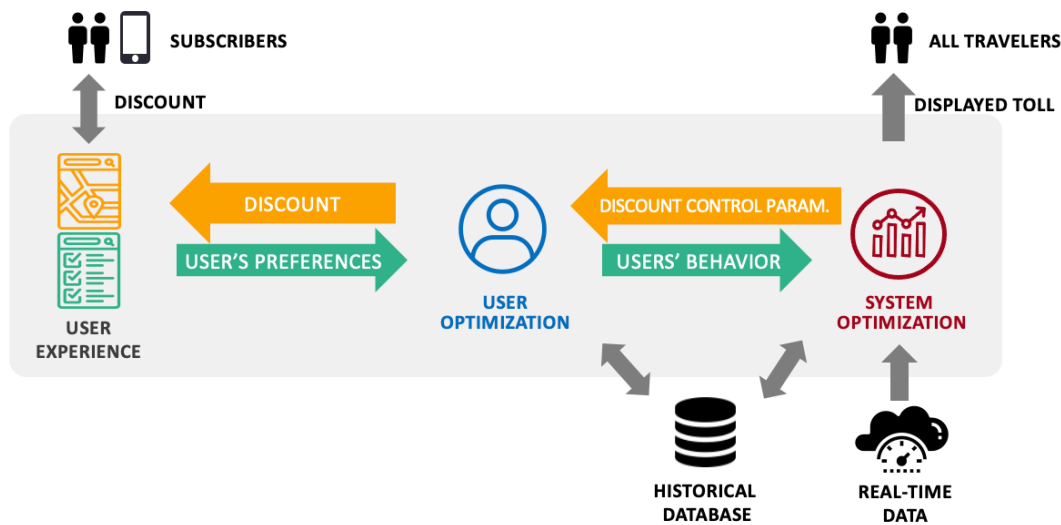 SUBSCRIBERS
ALL TRAVELERS
DISCOUNT
DISPLAYED TOLL
DISCOUNT
DISCOUNT CONTROL PARAM.
USER'S PREFERENCES
USERS' BEHAVIOR
USER
EXPERIENCE
USER
OPTIMIZATION
SYSTEM
OPTIMIZATION
HISTORICAL
DATABASE
REAL-TIME
DATA